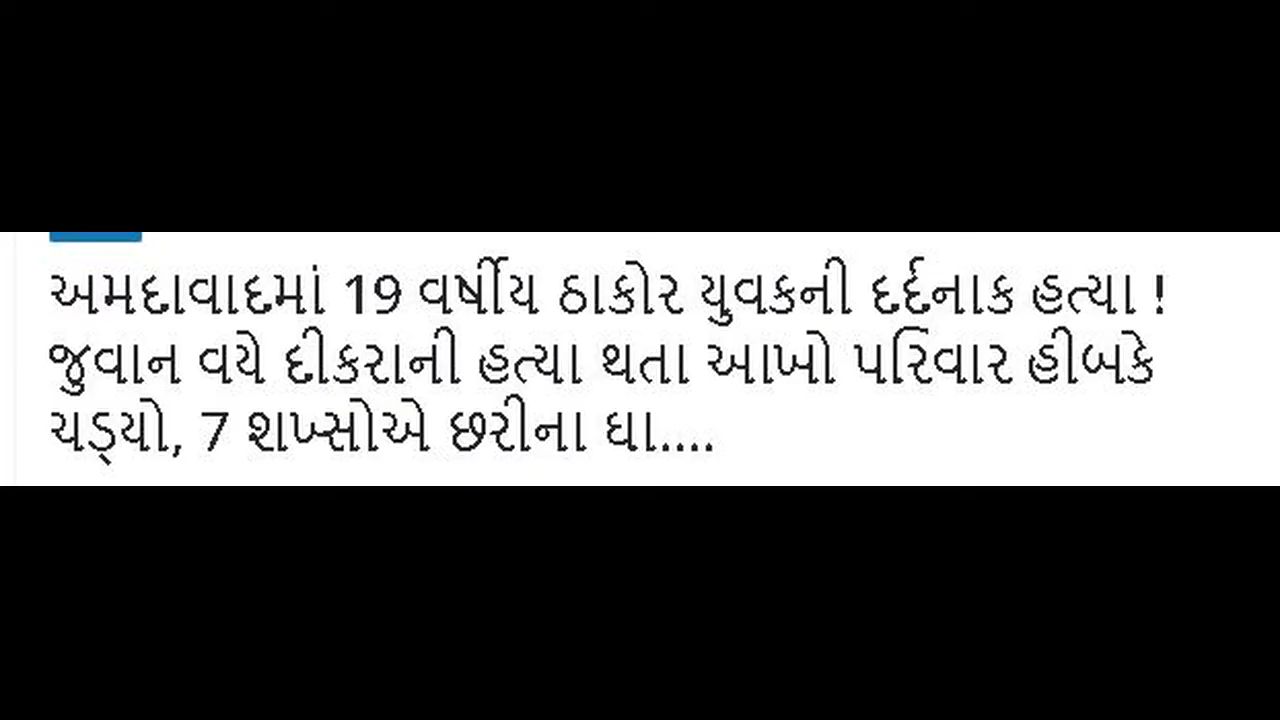 અમદાવાદમાં 19 વર્ષીય ઠાકોર યુવકની દર્દનાક હત્યા !
જુવાન વયે દીકરાની હત્યા થતા આખો પરિવાર હીબકે
ચડ્યો, 7 શખ્સોએ છરીના ઘા....